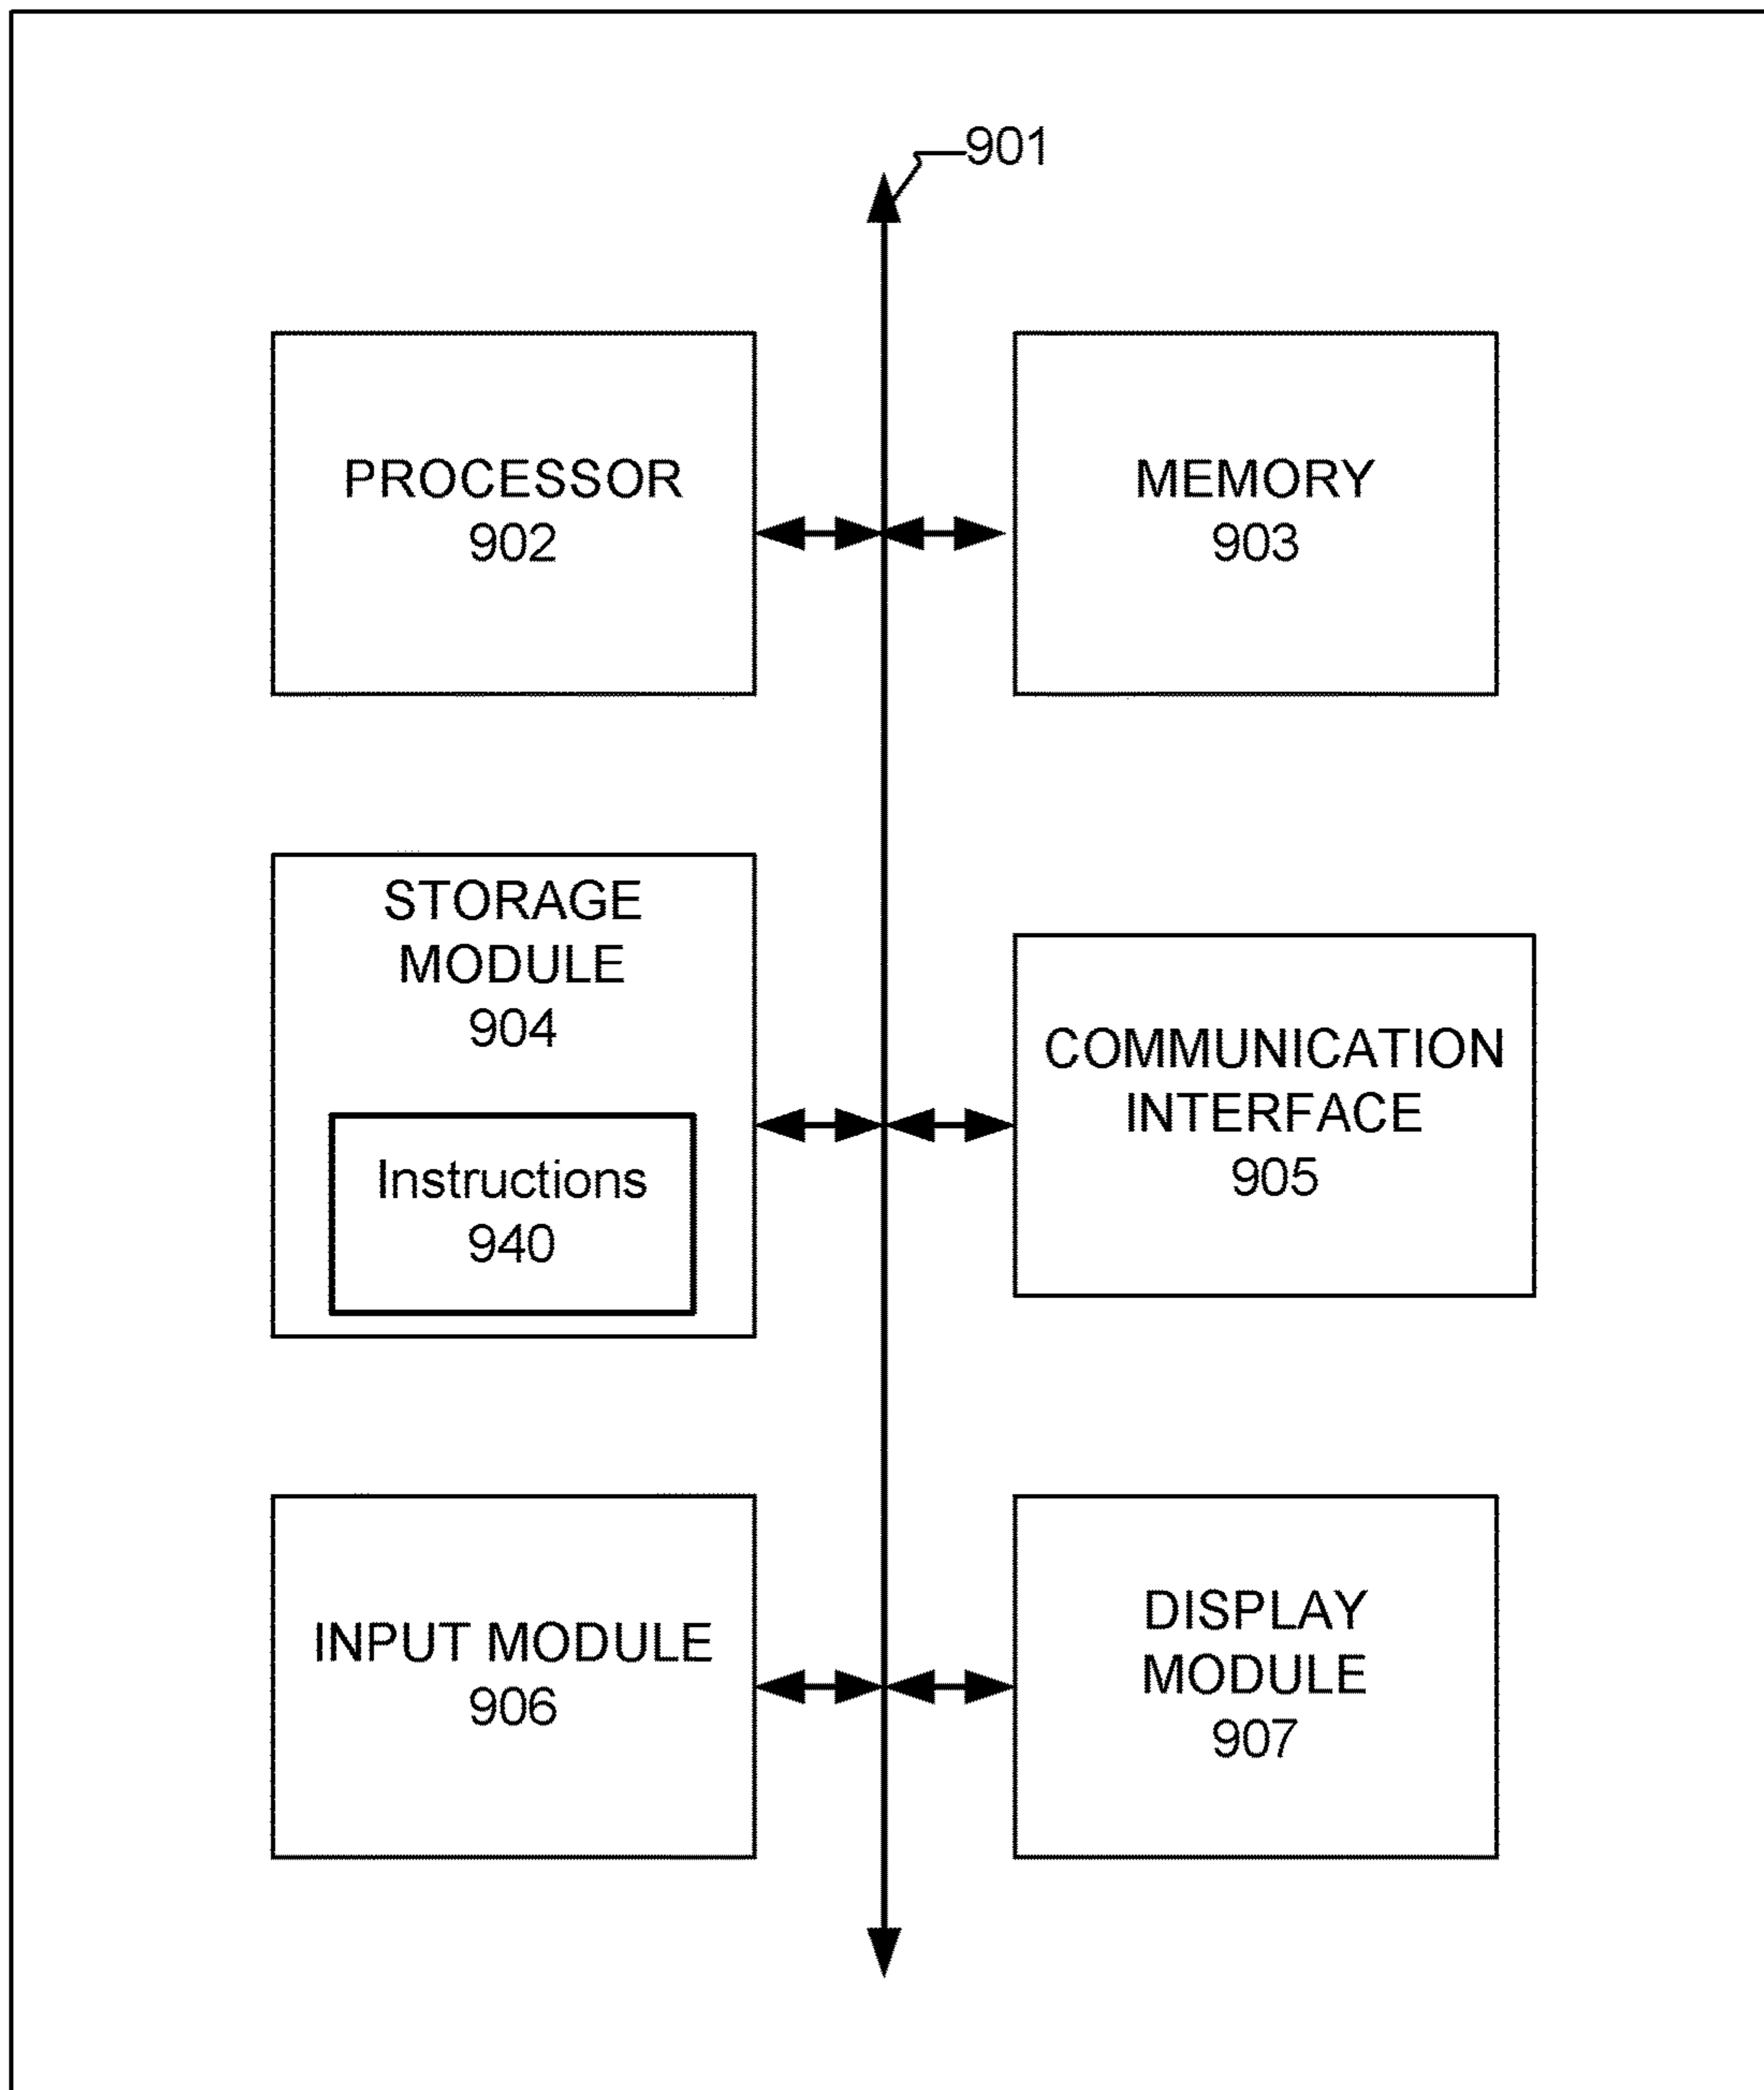 901
PROCESSOR
902
MEMORY
903
STORAGE
MODULE
904
Instructions
940
COMMUNICATION
INTERFACE
905
INPUT MODULE
906
DISPLAY
MODULE
907